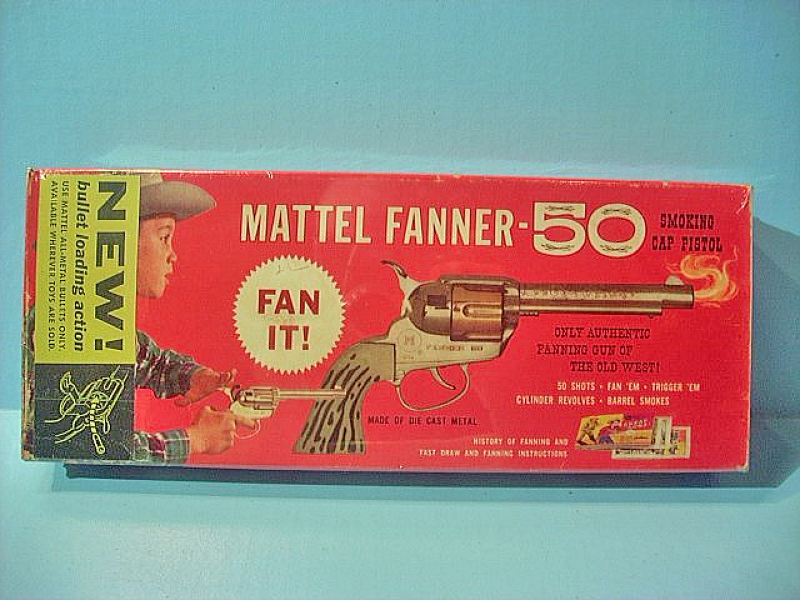 NEW!
bullet loading action
USE MATTEL ALL-METAL BULLETS ONLY.
AVAILABLE WHEREVER TOYS ARE SOLD.
MATTEL FANNER-50
SMOKING
CAP PISTOL
FAN
IT!
ONLY AUTHENTIC
FANNING GUN OF
THE OLD WEST!
50 SHOTS • FAN 'EM • TRIGGER 'EM
CYLINDER REVOLVES • BARREL SMOKES
MADE OF DIE CAST METAL
HISTORY OF FANNING AND
FAST DRAW AND FANNING INSTRUCTIONS